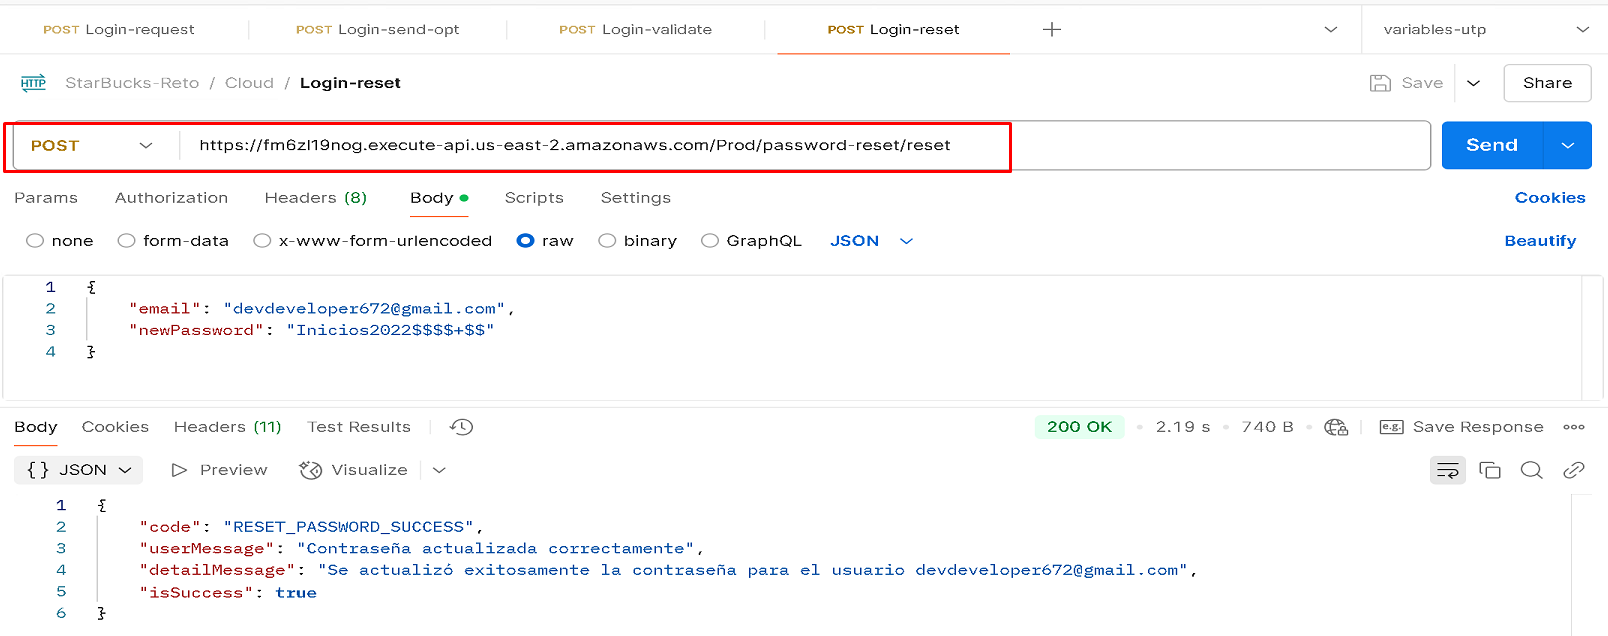 POST Login-request POST Login-send-opt POST Login-validate POST Login-reset variables-utp
HTTP StarBucks-Reto / Cloud / Login-reset Save Share
POST https://fm6zl19nog.execute-api.us-east-2.amazonaws.com/Prod/password-reset/reset Send
Params Authorization Headers (8) Body Scripts Settings Cookies
none form-data x-www-form-urlencoded raw binary GraphQL JSON Beautify
1 {
2 "email": "devdeveloper672@gmail.com",
3 "newPassword": "Inicios2022$$$$+$$"
4 }
Body Cookies Headers (11) Test Results 200 OK • 2.19 s • 740 B • e.g. Save Response
{} JSON Preview Visualize
1 {
2 "code": "RESET_PASSWORD_SUCCESS",
3 "userMessage": "Contraseña actualizada correctamente",
4 "detailMessage": "Se actualizó exitosamente la contraseña para el usuario devdeveloper672@gmail.com",
5 "isSuccess": true
6 }